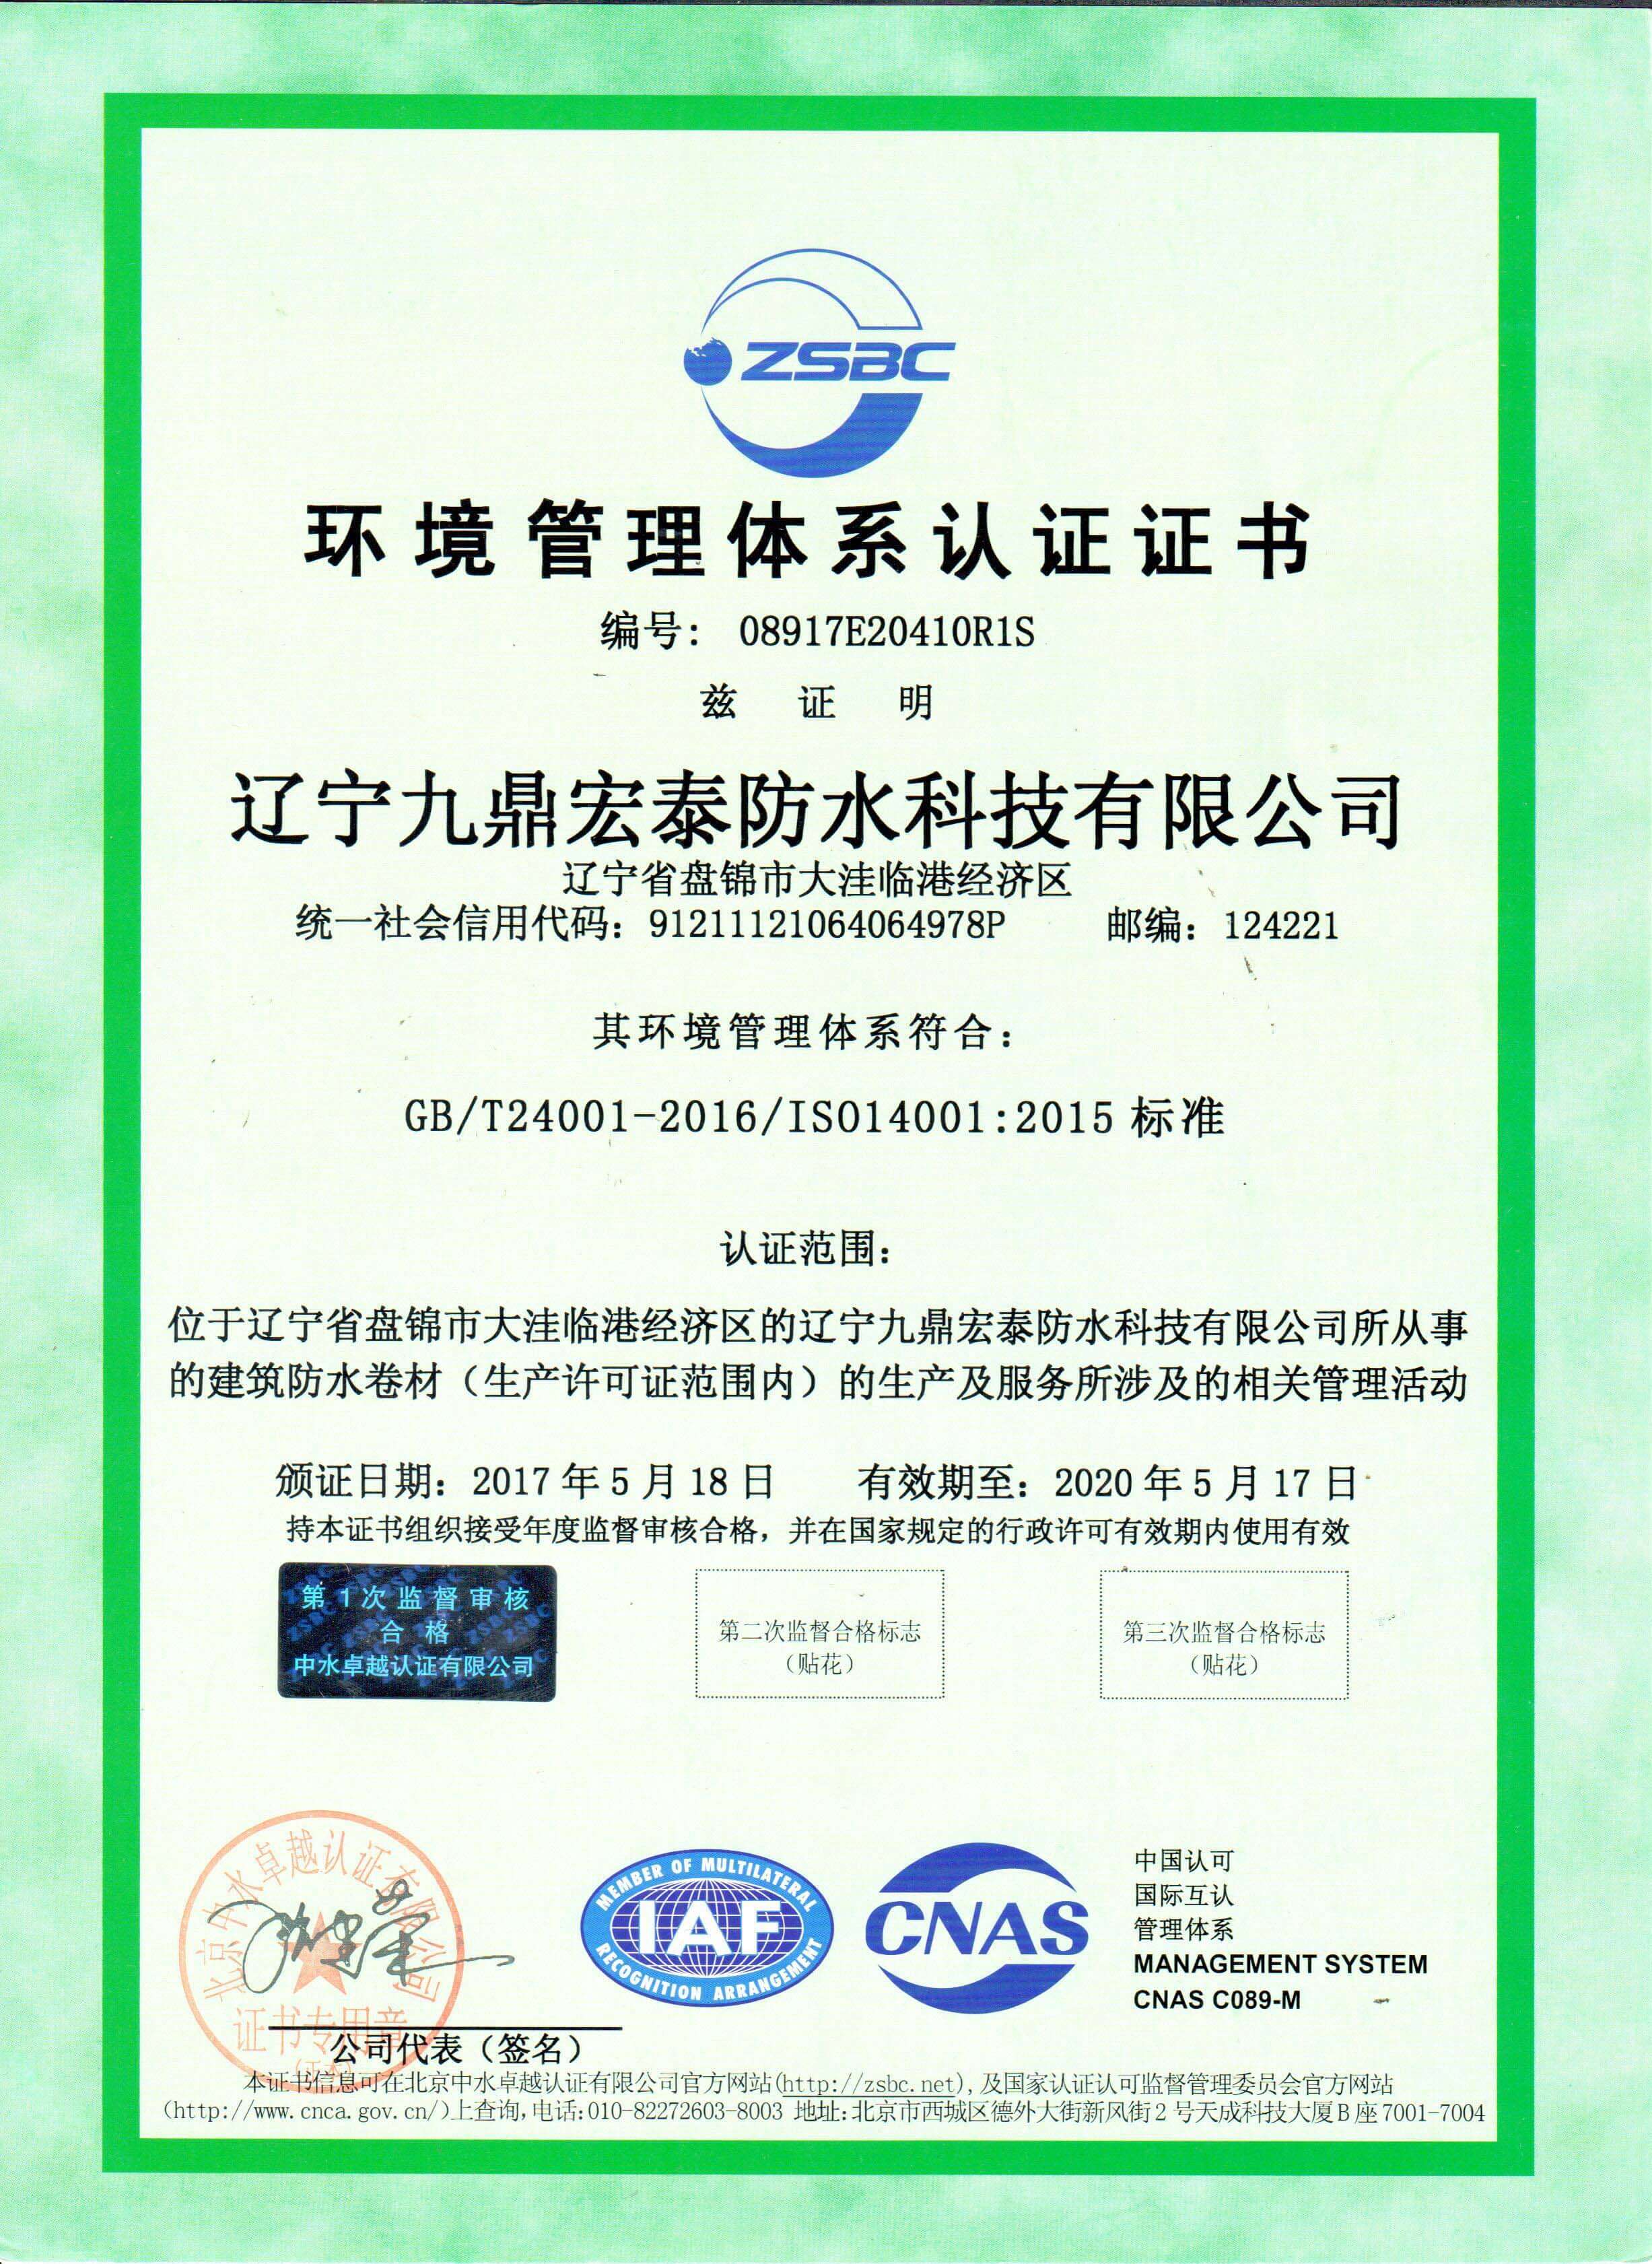 ZSBC
环境管理体系认证证书
编号: 08917E20410R1S
兹 证 明
辽宁九鼎宏泰防水科技有限公司
辽宁省盘锦市大洼临港经济区
统一社会信用代码：91211121064064978P 邮编：124221
其环境管理体系符合：
GB/T24001-2016/ISO14001:2015 标准
认证范围：
位于辽宁省盘锦市大洼临港经济区的辽宁九鼎宏泰防水科技有限公司所从事
的建筑防水卷材（生产许可证范围内）的生产及服务所涉及的相关管理活动
颁证日期：2017 年 5 月 18 日 有效期至：2020 年 5 月 17 日
持本证书组织接受年度监督审核合格，并在国家规定的行政许可有效期内使用有效
第 1 次 监 督 审 核
合 格
中水卓越认证有限公司
第二次监督合格标志
（贴花）
第三次监督合格标志
（贴花）
北京中水卓越认证有限公司
证书专用章
MEMBER OF MULTILATERAL
IAF
RECOGNITION ARRANGEMENT
CNAS
中国认可
国际互认
管理体系
MANAGEMENT SYSTEM
CNAS C089-M
公司代表（签名）
本证书信息可在北京中水卓越认证有限公司官方网站(http://zsbc.net), 及国家认证认可监督管理委员会官方网站
(http://www.cnca.gov.cn/)上查询, 电话: 010-82272603-8003 地址: 北京市西城区德外大街新风街 2 号天成科技大厦 B 座 7001-7004